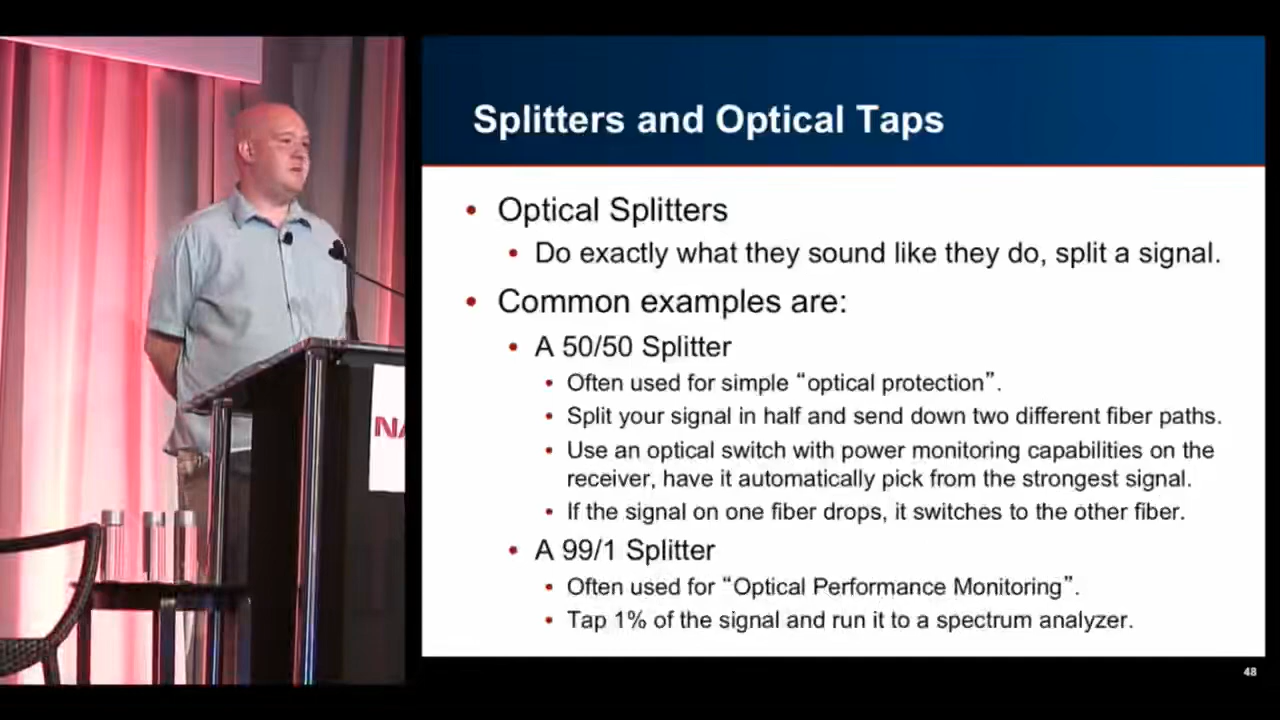 Splitters and Optical Taps
• Optical Splitters
• Do exactly what they sound like they do, split a signal.
• Common examples are:
• A 50/50 Splitter
• Often used for simple “optical protection”.
• Split your signal in half and send down two different fiber paths.
• Use an optical switch with power monitoring capabilities on the
receiver, have it automatically pick from the strongest signal.
• If the signal on one fiber drops, it switches to the other fiber.
• A 99/1 Splitter
• Often used for “Optical Performance Monitoring”.
• Tap 1% of the signal and run it to a spectrum analyzer.
48